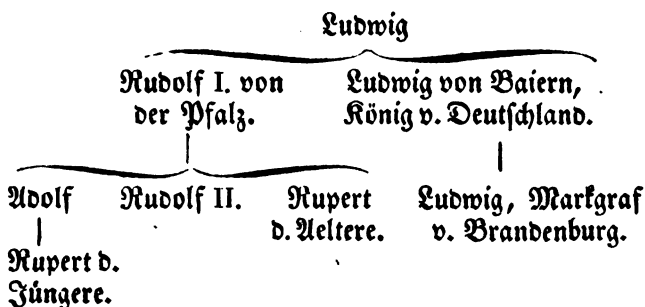 Ludwig
Rudolf I. von Ludwig von Baiern,
der Pfalz. König v. Deutſchland.
Adolf Rudolf II. Rupert Ludwig, Markgraf
d. Aeltere. v. Brandenburg.
Rupert d.
Jüngere.